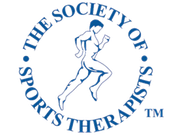 • THE SOCIETY OF •
SPORTS THERAPISTS
TM